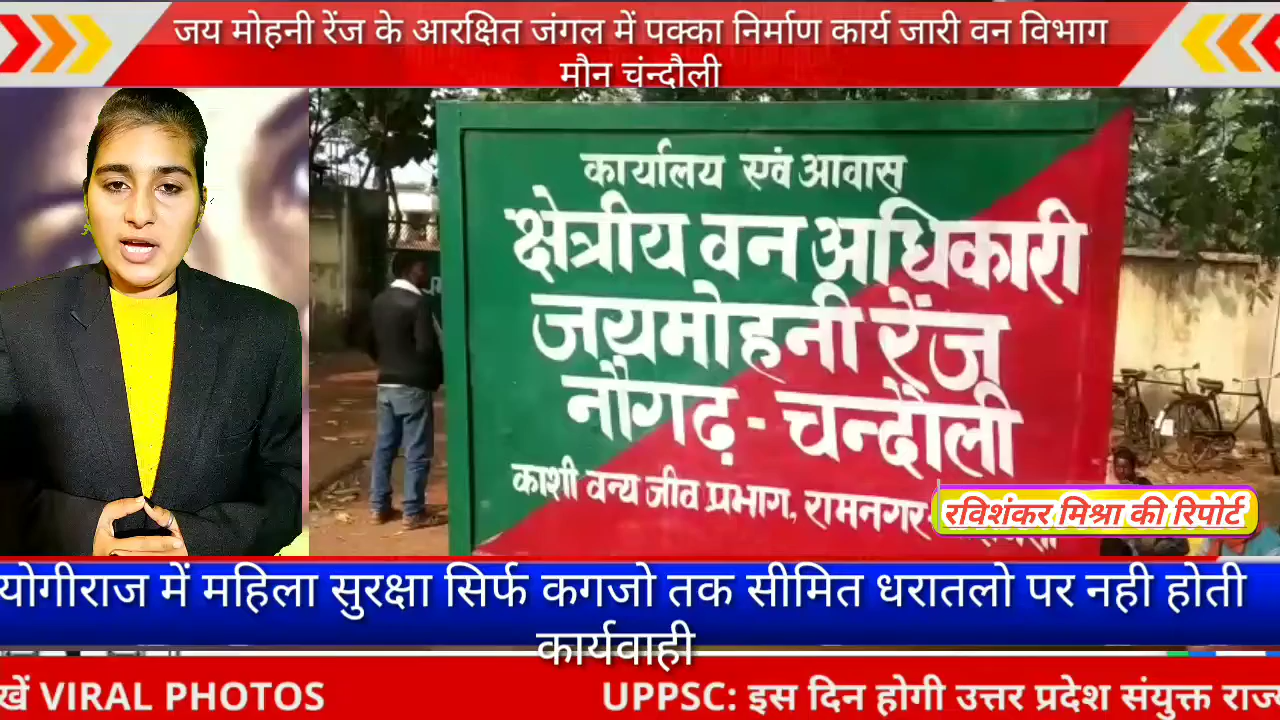 जय मोहनी रेंज के आरक्षित जंगल में पक्का निर्माण कार्य जारी वन विभाग
मौन चंन्दौली
कार्यालय एवं आवास
क्षेत्रीय वन अधिकारी
जयमोहनी रेंज
नौगढ़ - चन्दौली
काशी वन्य जीव प्रभाग, रामनगर,
रविशंकर मिश्रा की रिपोर्ट
योगीराज में महिला सुरक्षा सिर्फ कगजो तक सीमित धरातलो पर नही होती
कार्यवाही
खें VIRAL PHOTOS
UPPSC: इस दिन होगी उत्तर प्रदेश संयुक्त राज्य